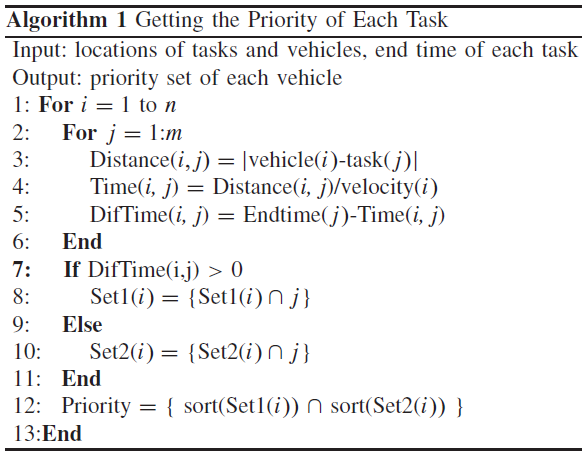 Algorithm 1 Getting the Priority of Each Task
Input: locations of tasks and vehicles, end time of each task
Output: priority set of each vehicle
1: For i = 1 to n
2: For j = 1:m
3: Distance(i,j) = |vehicle(i)-task(j)|
4: Time(i, j) = Distance(i, j)/velocity(i)
5: DifTime(i, j) = Endtime(j)-Time(i, j)
6: End
7: If DifTime(i,j) > 0
8: Set1(i) = {Set1(i) ∩ j}
9: Else
10: Set2(i) = {Set2(i) ∩ j}
11: End
12: Priority = { sort(Set1(i)) ∩ sort(Set2(i)) }
13:End